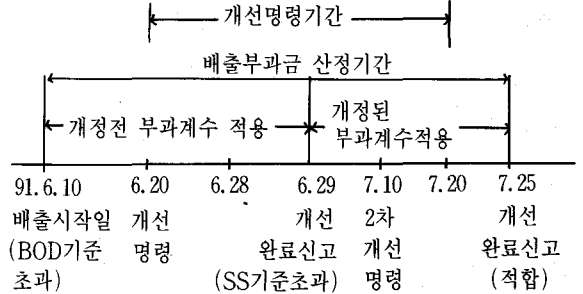 개선명령기간
배출부과금 산정기간
개정전 부과계수 적용
개정된
부과계수적용
91.6.10 6.20 6.28 6.29 7.10 7.20 7.25
배출시작일 개선 개선 2차 개선
(BOD기준 명령 완료신고 개선 완료신고
초과) (SS기준초과) 명령 (적합)